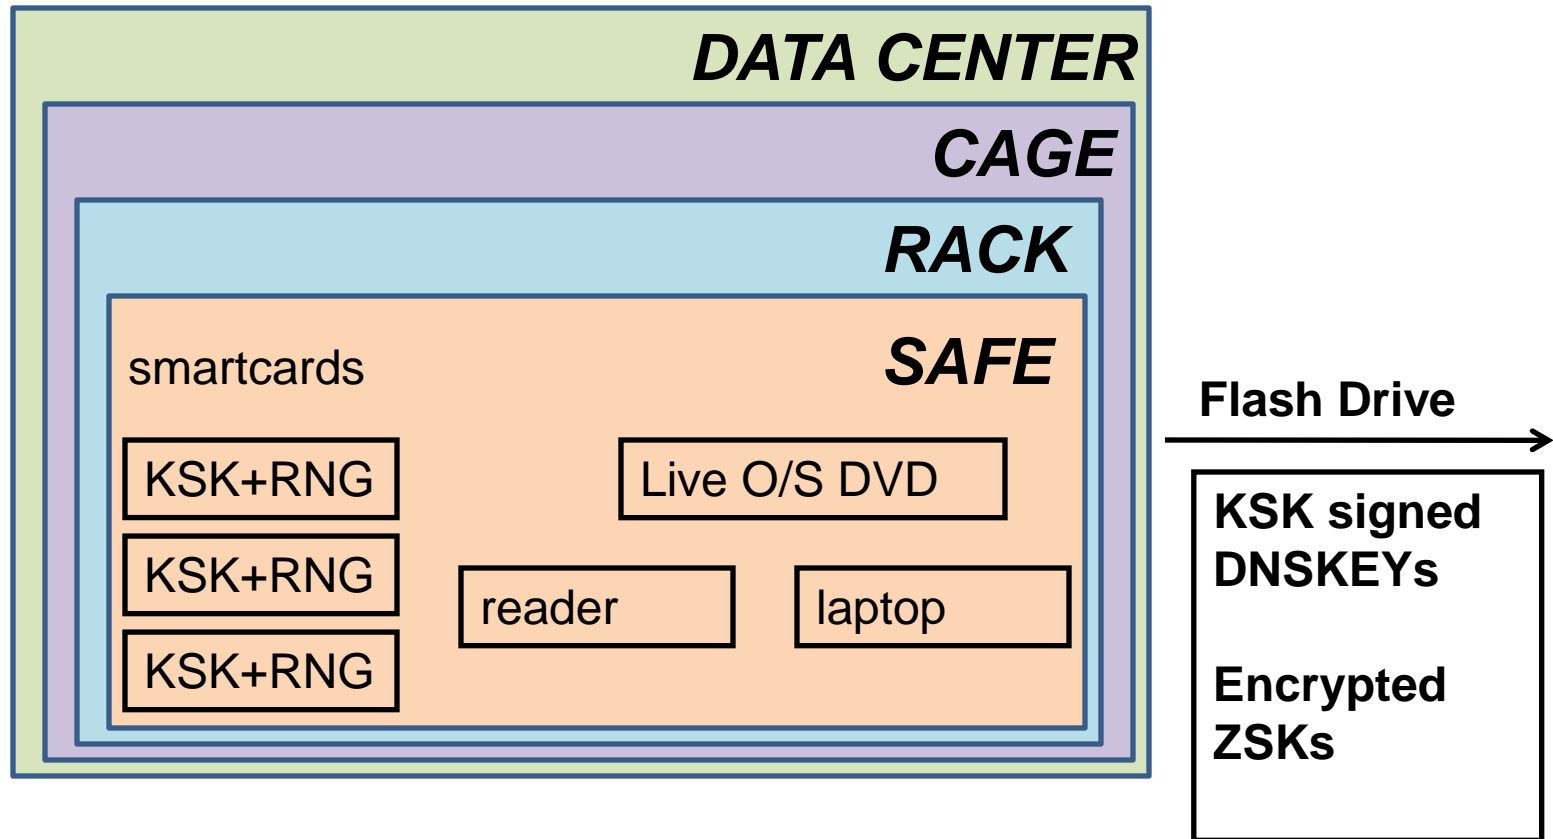 DATA CENTER
CAGE
RACK
SAFE
smartcards
KSK+RNG
KSK+RNG
KSK+RNG
Live O/S DVD
reader
laptop
Flash Drive
KSK signed
DNSKEYs
Encrypted
ZSKs